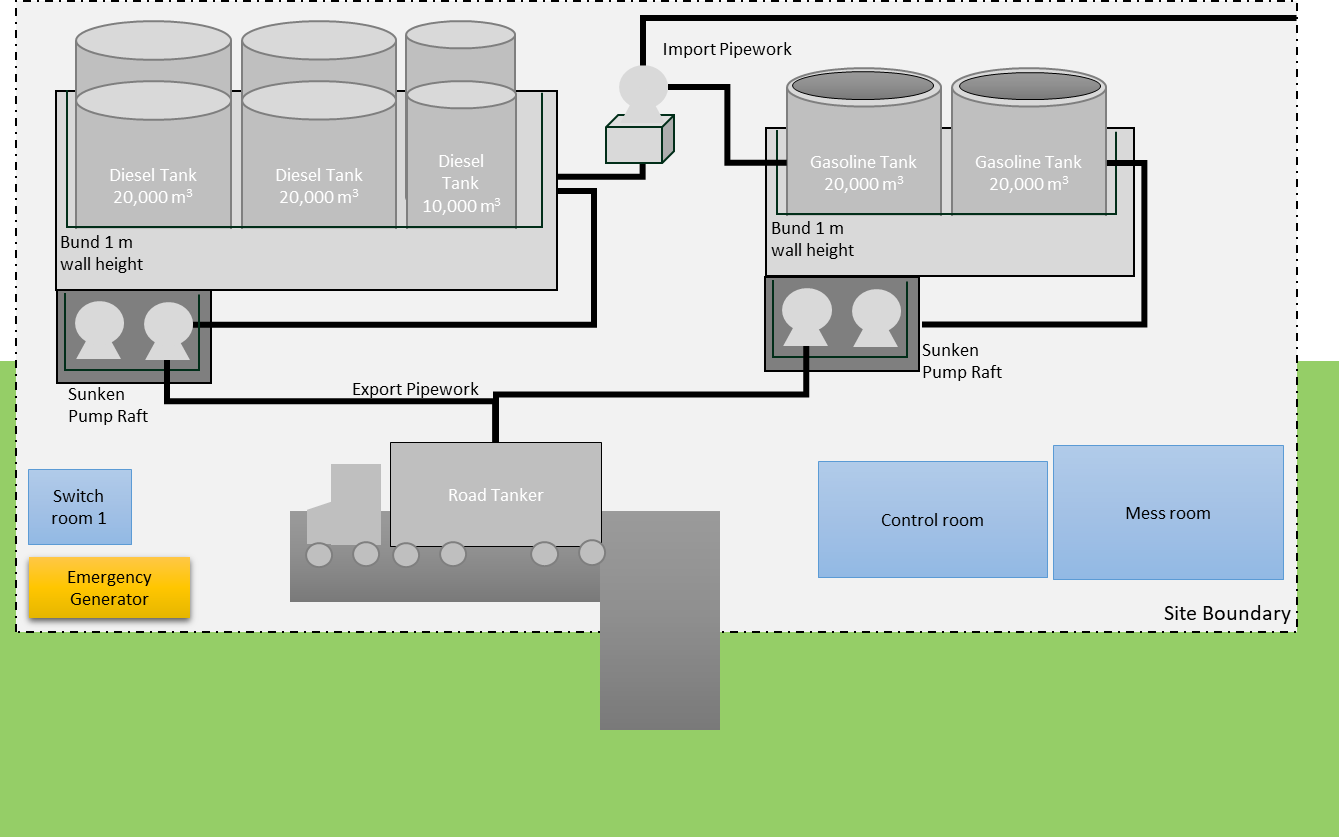 Import Pipework
Diesel Tank
20,000 m³
Diesel Tank
20,000 m³
Diesel
Tank
10,000 m³
Gasoline Tank
20,000 m³
Gasoline Tank
20,000 m³
Bund 1 m
wall height
Bund 1 m
wall height
Sunken
Pump Raft
Sunken
Pump Raft
Export Pipework
Switch
room 1
Road Tanker
Control room
Mess room
Emergency
Generator
Site Boundary